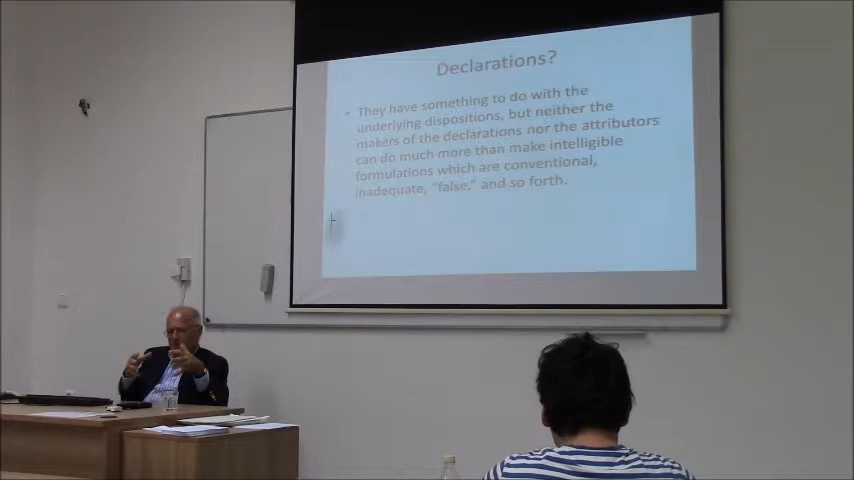 Declarations?
• They have something to do with the
underlying dispositions, but neither the
makers of the declarations nor the attributors
can do much more than make intelligible
formulations which are conventional,
inadequate, "false," and so forth.